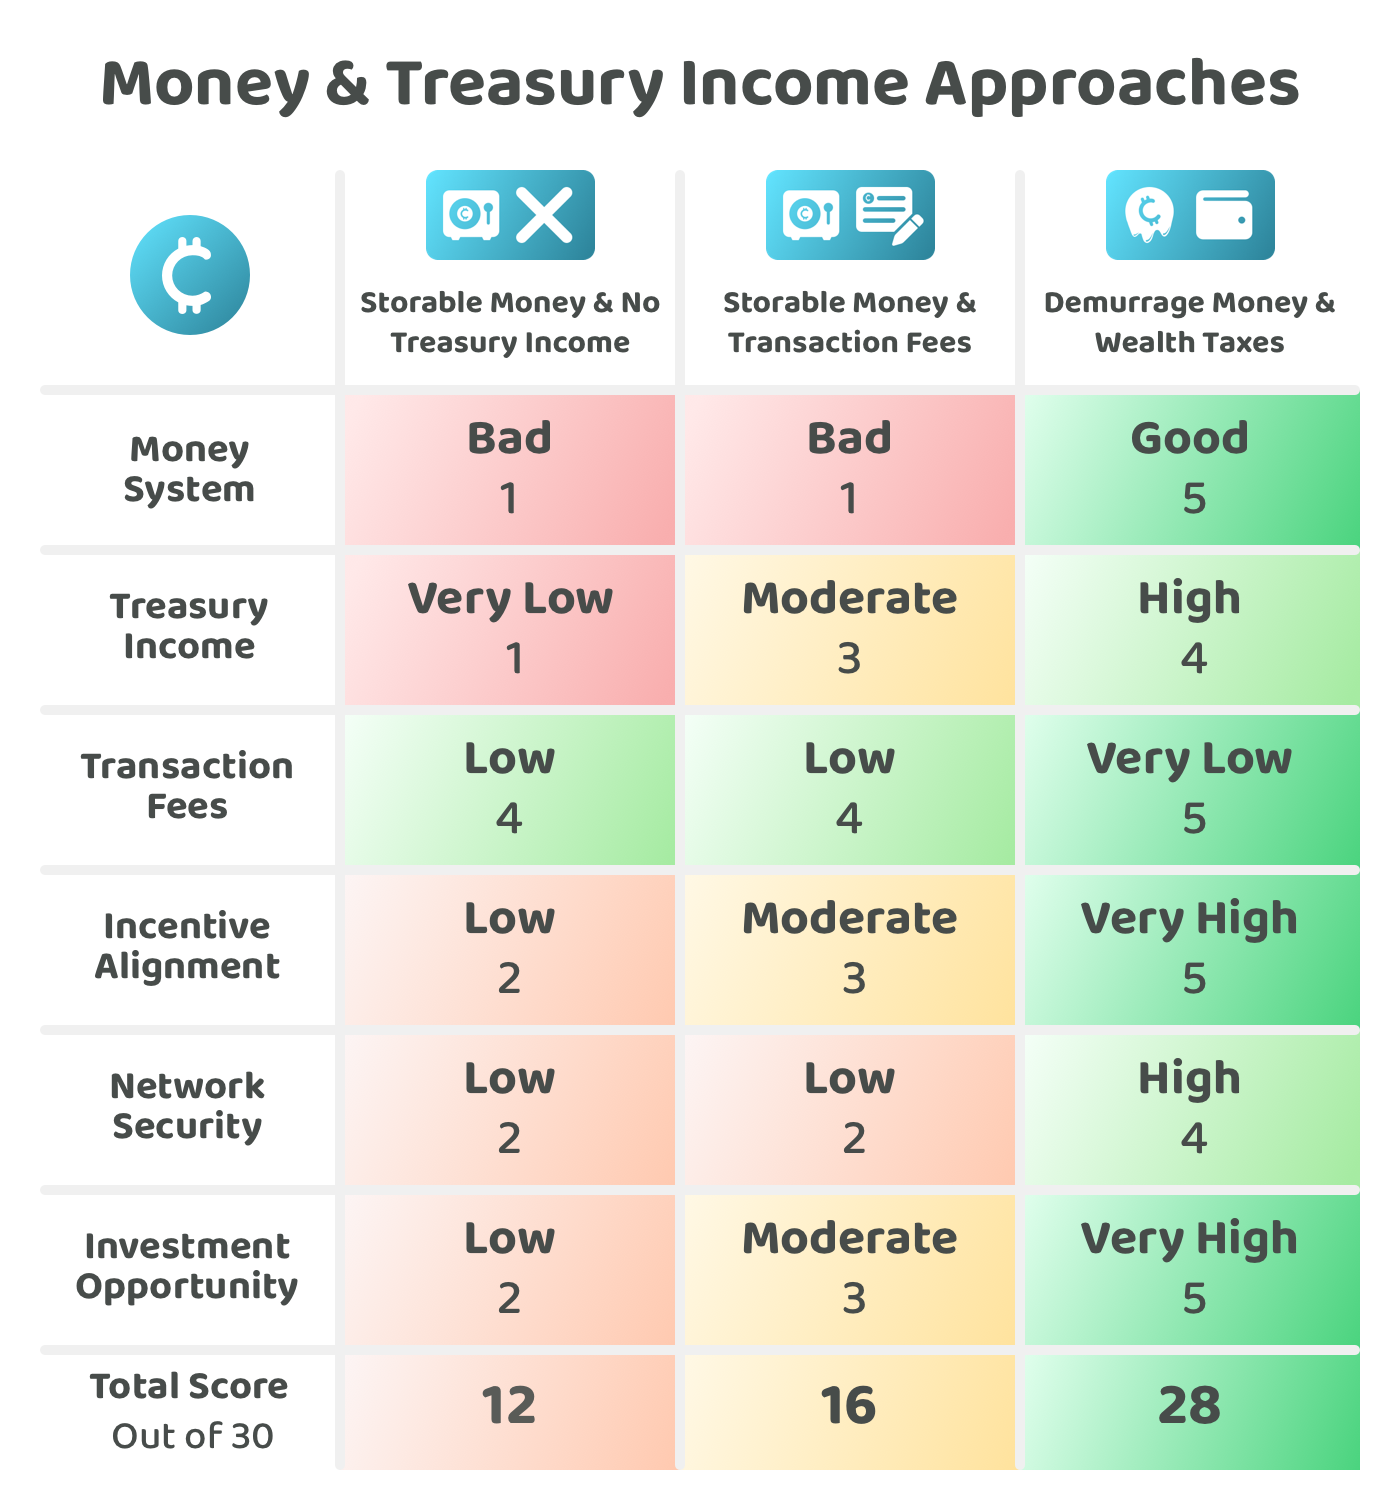 Money & Treasury Income Approaches
Storable Money & No
Treasury Income
Storable Money &
Transaction Fees
Demurrage Money &
Wealth Taxes
Money
System
Bad
1
Bad
1
Good
5
Treasury
Income
Very Low
1
Moderate
3
High
4
Transaction
Fees
Low
4
Low
4
Very Low
5
Incentive
Alignment
Low
2
Moderate
3
Very High
5
Network
Security
Low
2
Low
2
High
4
Investment
Opportunity
Low
2
Moderate
3
Very High
5
Total Score
Out of 30
12
16
28